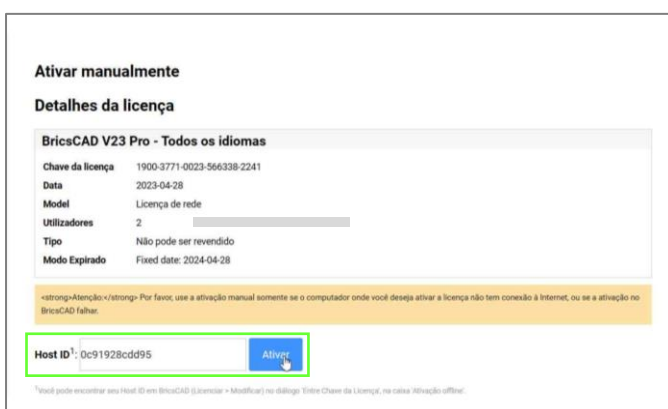 Ativar manualmente
Detalhes da licença
BricsCAD V23 Pro - Todos os idiomas
Chave da licença 1900-3771-0023-566338-2241
Data 2023-04-28
Model Licença de rede
Utilizadores 2
Tipo Não pode ser revendido
Modo Expirado Fixed date: 2024-04-28
<strong>Atenção:</strong> Por favor, use a ativação manual somente se o computador onde você deseja ativar a licença não tem conexão à Internet, ou se a ativação no
BricsCAD falhar.
Host ID1: 0c91928cdd95 Ativar
1Você pode encontrar seu Host ID em BricsCAD (Licenciar > Modificar) no diálogo 'Entre Chave da Licença', na caixa 'Ativação offline'.